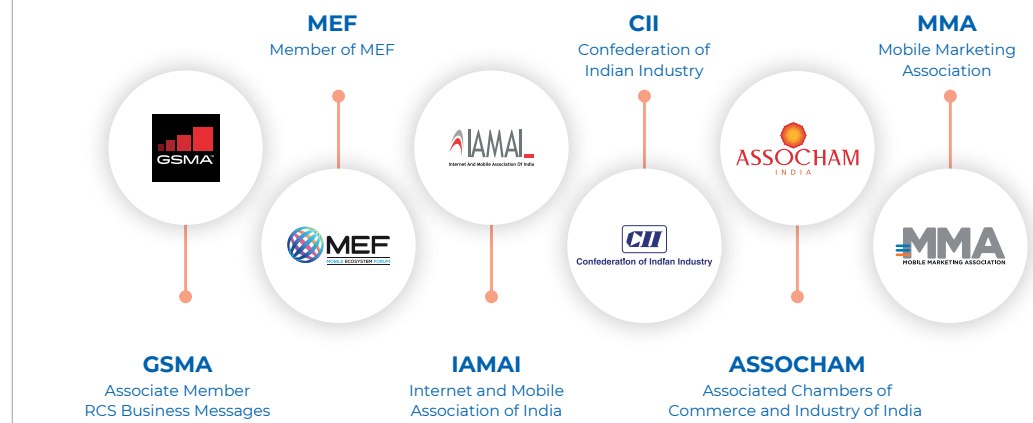 MEF
Member of MEF
CII
Confederation of
Indian Industry
MMA
Mobile Marketing
Association
GSMA
IAMAI
Internet And Mobile Association Of India
ASSOCHAM
INDIA
MEF
MOBILE ECOSYSTEM FORUM
CII
Confederation of Indian Industry
MMA
MOBILE MARKETING ASSOCIATION
GSMA
Associate Member
RCS Business Messages
IAMAI
Internet and Mobile
Association of India
ASSOCHAM
Associated Chambers of
Commerce and Industry of India